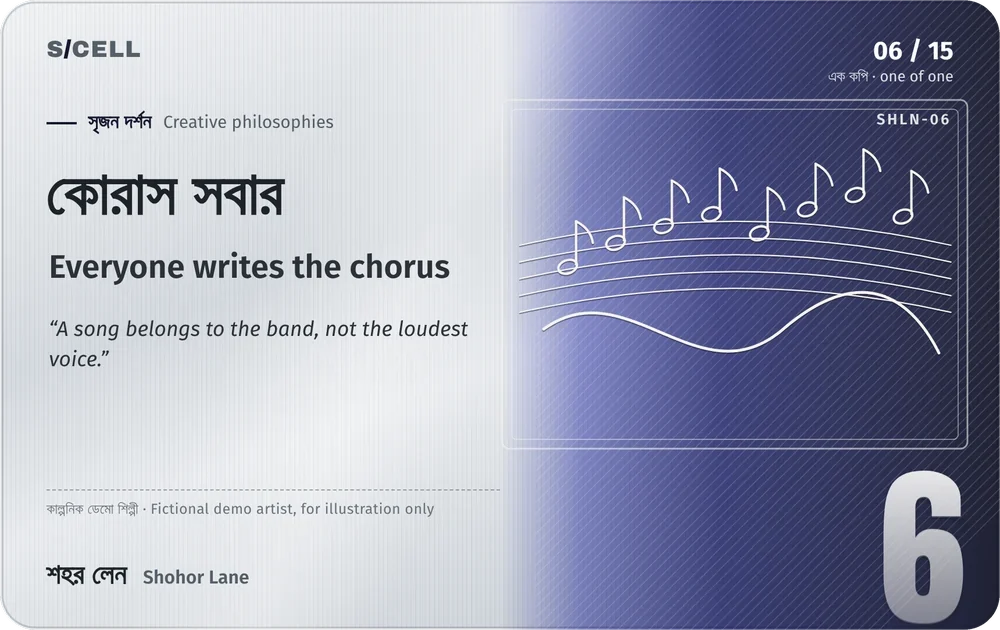 S/CELL
06 / 15
এক কপি · one of one
সৃজন দর্শন Creative philosophies
SHLN-06
কোরাস সবার
Everyone writes the chorus
“A song belongs to the band, not the loudest
voice.”
কাল্পনিক ডেমো শিল্পী · Fictional demo artist, for illustration only
শহর লেন Shohor Lane
6